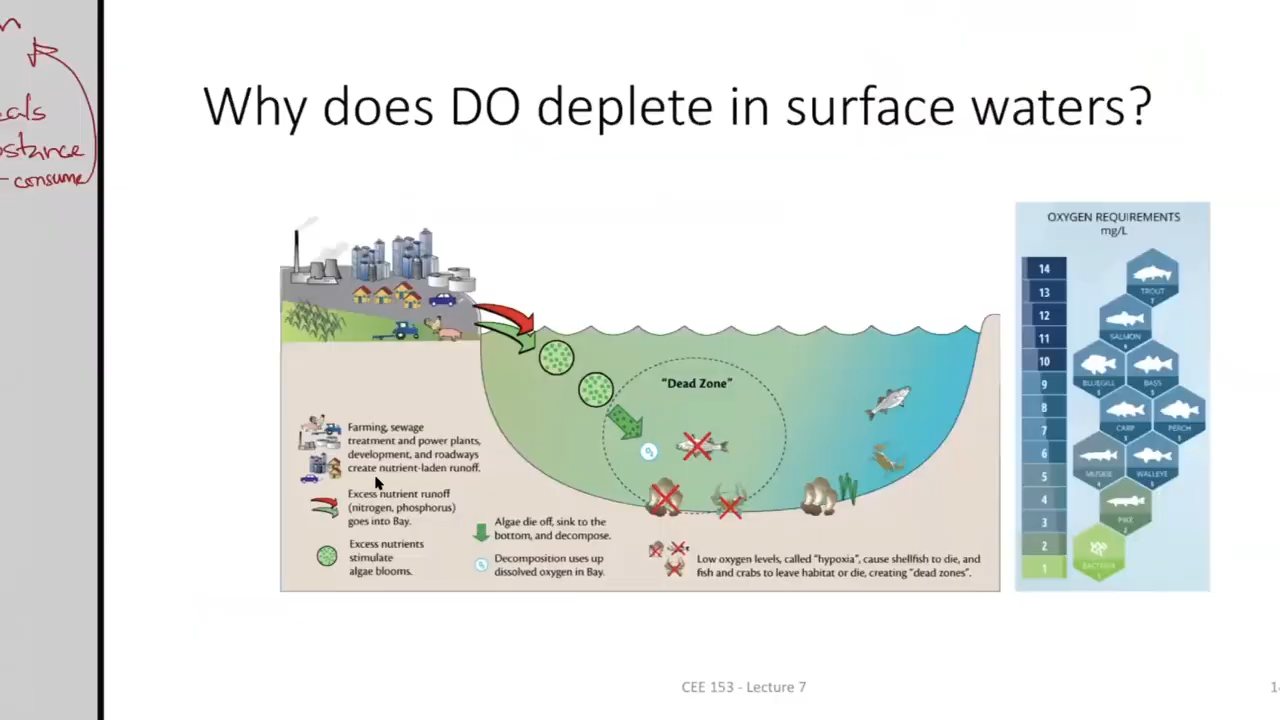 Why does DO deplete in surface waters?
stance
consume
"Dead Zone"
Farming, sewage
treatment and power plants,
development, and roadways
create nutrient-laden runoff.
Excess nutrient runoff
(nitrogen, phosphorus)
goes into Bay.
Excess nutrients
stimulate
algae blooms.
Algae die off, sink to the
bottom, and decompose.
Decomposition uses up
dissolved oxygen in Bay.
Low oxygen levels, called "hypoxia", cause shellfish to die, and
fish and crabs to leave habitat or die, creating "dead zones".
OXYGEN REQUIREMENTS
mg/L
14
13
12
11
10
9
8
7
6
5
4
3
2
1
TROUT
SALMON
BLUEGILL
BASS
CARP
PERCH
MUSKIE
WALLEYE
PIKE
BACTERIA
CEE 153 - Lecture 7